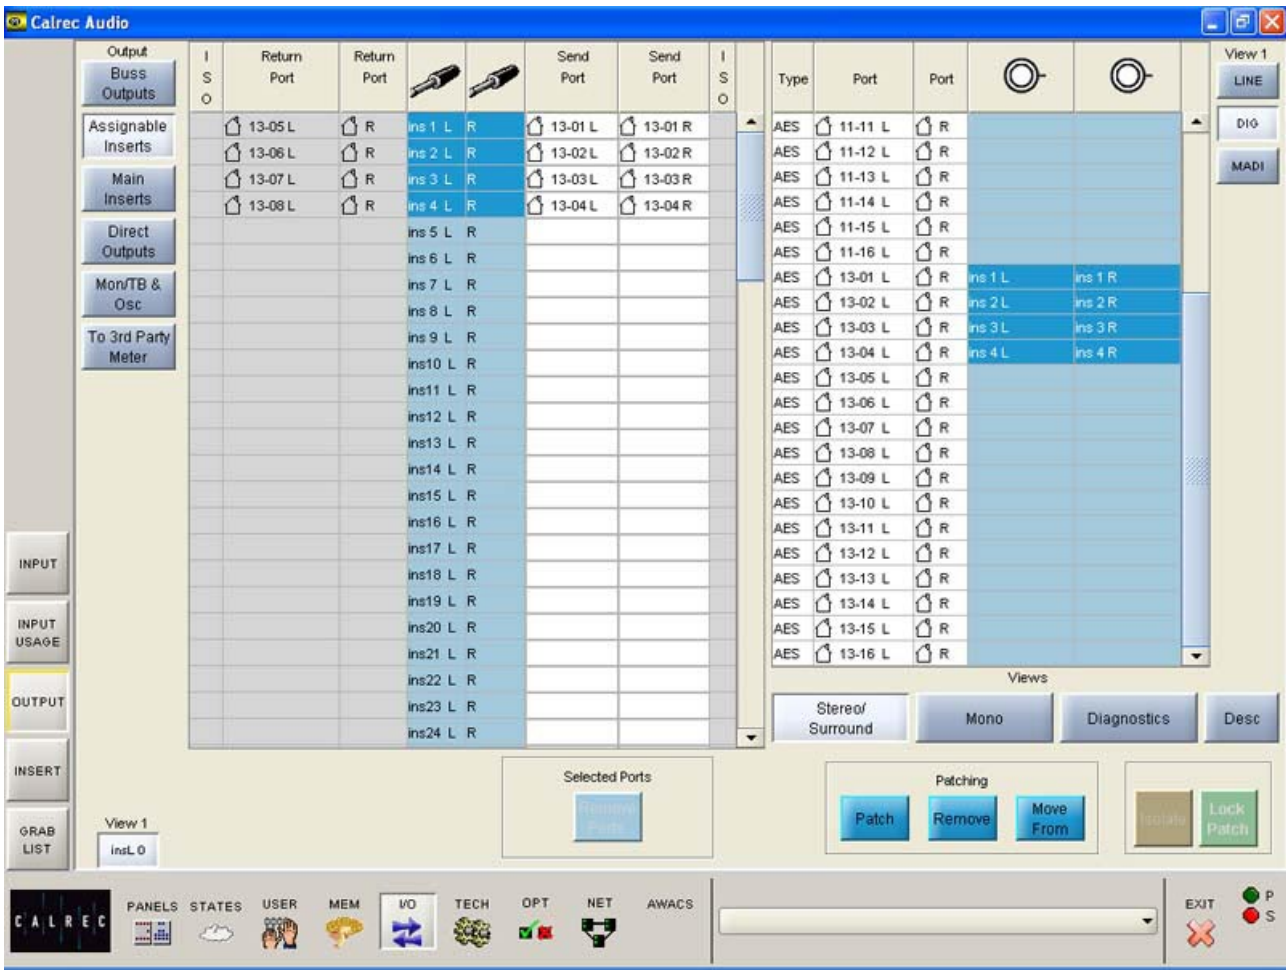 Calrec Audio
Output
Buss Outputs
Assignable Inserts
Main Inserts
Direct Outputs
Mon/TB & Osc
To 3rd Party Meter
I S O Return Port Return Port Send Port Send Port I S O
13-05 L R ins 1 L R 13-01 L 13-01 R
13-06 L R ins 2 L R 13-02 L 13-02 R
13-07 L R ins 3 L R 13-03 L 13-03 R
13-08 L R ins 4 L R 13-04 L 13-04 R
ins 5 L R
ins 6 L R
ins 7 L R
ins 8 L R
ins 9 L R
ins10 L R
ins11 L R
ins12 L R
ins13 L R
ins14 L R
ins15 L R
ins16 L R
ins17 L R
ins18 L R
ins19 L R
ins20 L R
ins21 L R
ins22 L R
ins23 L R
ins24 L R
Type Port Port
AES 11-11 L R
AES 11-12 L R
AES 11-13 L R
AES 11-14 L R
AES 11-15 L R
AES 11-16 L R
AES 13-01 L R ins 1 L ins 1 R
AES 13-02 L R ins 2 L ins 2 R
AES 13-03 L R ins 3 L ins 3 R
AES 13-04 L R ins 4 L ins 4 R
AES 13-05 L R
AES 13-06 L R
AES 13-07 L R
AES 13-08 L R
AES 13-09 L R
AES 13-10 L R
AES 13-11 L R
AES 13-12 L R
AES 13-13 L R
AES 13-14 L R
AES 13-15 L R
AES 13-16 L R
View 1
LINE
DIG
MADI
INPUT
INPUT USAGE
OUTPUT
INSERT
GRAB LIST
View 1
insL 0
Views
Stereo/ Surround Mono Diagnostics Desc
Selected Ports
Remove Ports
Patching
Patch Remove Move From
Isolate Lock Patch
CALREC PANELS STATES USER MEM I/O TECH OPT NET AWACS EXIT P
S